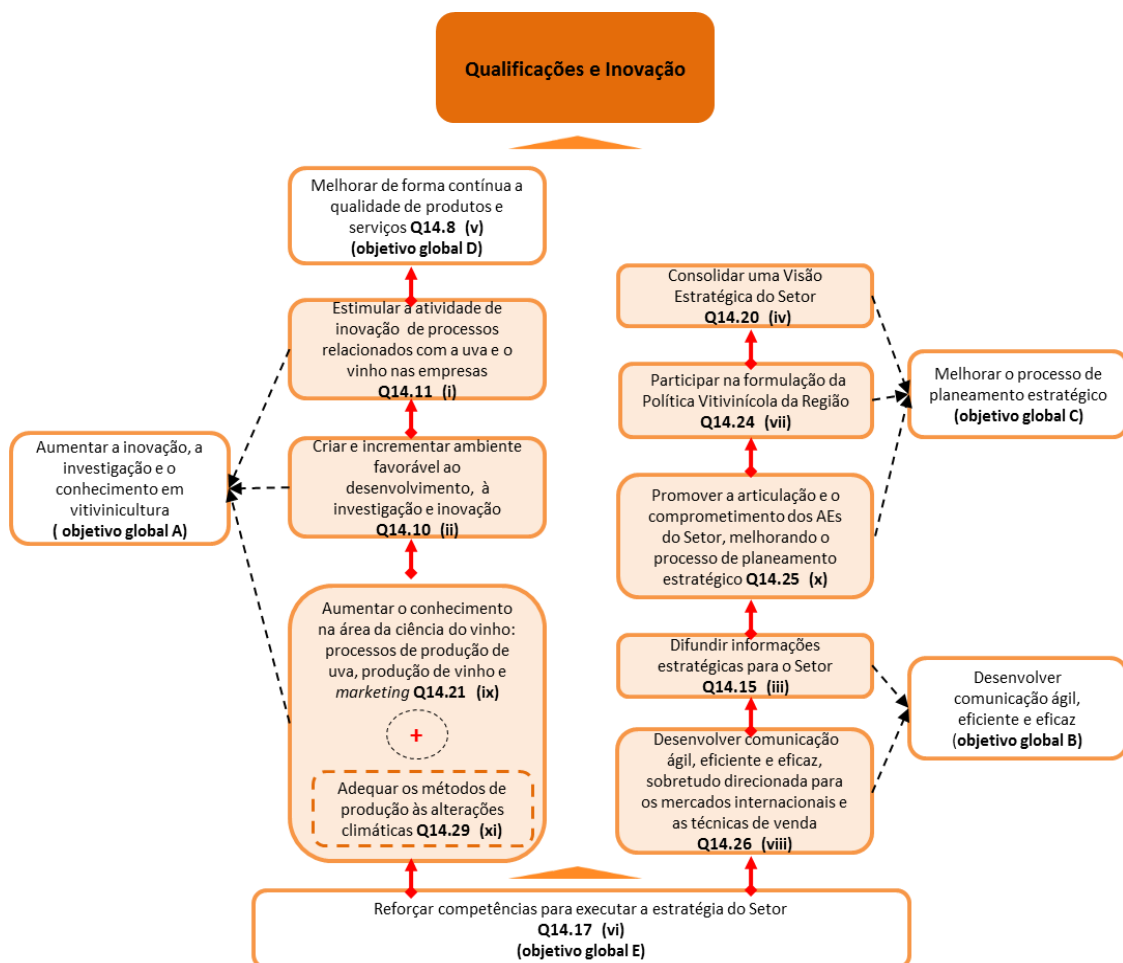 Qualificações e Inovação
Melhorar de forma contínua a
qualidade de produtos e
serviços Q14.8 (v)
(objetivo global D)
Estimular a atividade de
inovação de processos
relacionados com a uva e o
vinho nas empresas
Q14.11 (i)
Criar e incrementar ambiente
favorável ao
desenvolvimento, à
investigação e inovação
Q14.10 (ii)
Aumentar a inovação, a
investigação e o
conhecimento em
vitivinicultura
( objetivo global A)
Aumentar o conhecimento
na área da ciência do vinho:
processos de produção de
uva, produção de vinho e
marketing Q14.21 (ix)
+
Adequar os métodos de
produção às alterações
climáticas Q14.29 (xi)
Consolidar uma Visão
Estratégica do Setor
Q14.20 (iv)
Participar na formulação da
Política Vitivinícola da Região
Q14.24 (vii)
Melhorar o processo de
planeamento estratégico
(objetivo global C)
Promover a articulação e o
comprometimento dos AEs
do Setor, melhorando o
processo de planeamento
estratégico Q14.25 (x)
Difundir informações
estratégicas para o Setor
Q14.15 (iii)
Desenvolver
comunicação ágil,
eficiente e eficaz
(objetivo global B)
Desenvolver comunicação
ágil, eficiente e eficaz,
sobretudo direcionada para
os mercados internacionais e
as técnicas de venda
Q14.26 (viii)
Reforçar competências para executar a estratégia do Setor
Q14.17 (vi)
(objetivo global E)